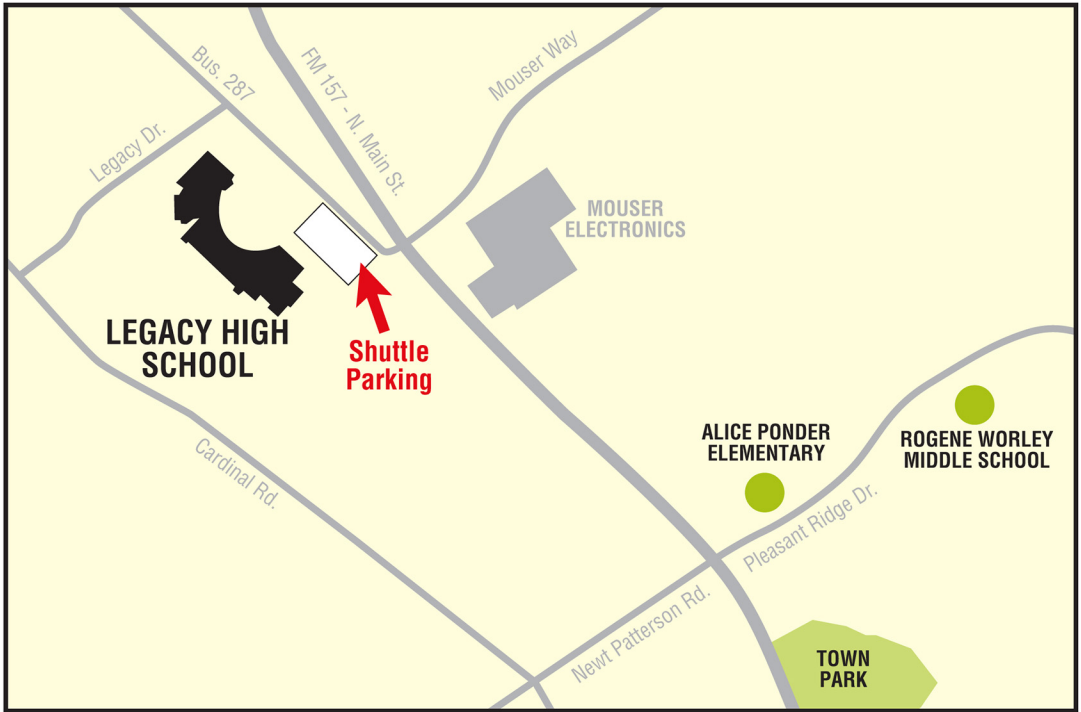 Bus. 287
FM 157 - N. Main St.
Mouser Way
Legacy Dr.
MOUSER
ELECTRONICS
LEGACY HIGH
SCHOOL
Shuttle
Parking
Cardinal Rd.
ALICE PONDER
ELEMENTARY
ROGENE WORLEY
MIDDLE SCHOOL
Pleasant Ridge Dr.
Newt Patterson Rd.
TOWN
PARK